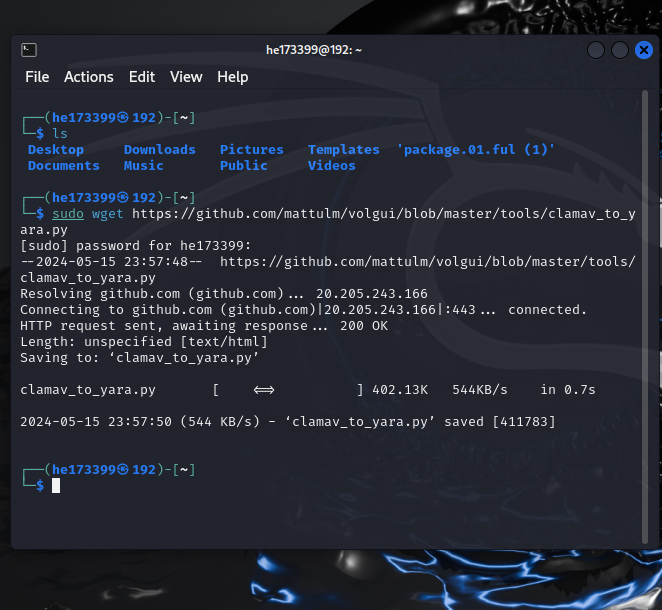 he173399@192: ~
File Actions Edit View Help
┌──(he173399㉿192)-[~]
└─$ ls
Desktop Downloads Pictures Templates 'package.01.ful (1)'
Documents Music Public Videos
┌──(he173399㉿192)-[~]
└─$ sudo wget https://github.com/mattulm/volgui/blob/master/tools/clamav_to_y
ara.py
[sudo] password for he173399:
--2024-05-15 23:57:48-- https://github.com/mattulm/volgui/blob/master/tools/
clamav_to_yara.py
Resolving github.com (github.com)... 20.205.243.166
Connecting to github.com (github.com)|20.205.243.166|:443... connected.
HTTP request sent, awaiting response... 200 OK
Length: unspecified [text/html]
Saving to: ‘clamav_to_yara.py’
clamav_to_yara.py [ <=> ] 402.13K 544KB/s in 0.7s
2024-05-15 23:57:50 (544 KB/s) - ‘clamav_to_yara.py’ saved [411783]
┌──(he173399㉿192)-[~]
└─$